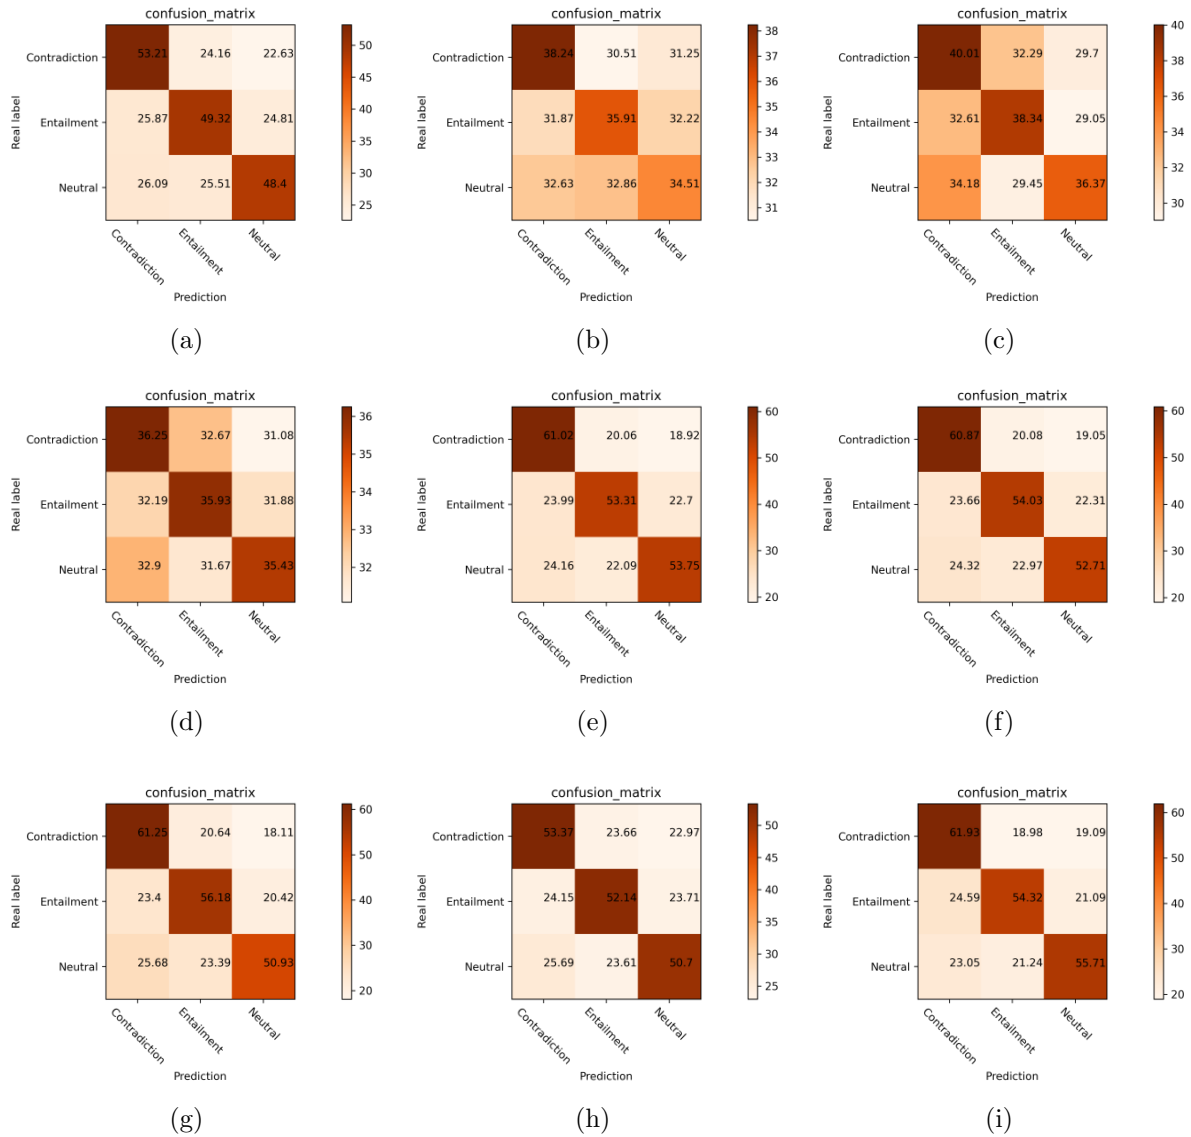 confusion_matrix
Contradiction 53.21 24.16 22.63
Entailment 25.87 49.32 24.81
Neutral 26.09 25.51 48.4
Contradiction Entailment Neutral
Real label
Prediction
50 45 40 35 30 25
(a)
confusion_matrix
Contradiction 38.24 30.51 31.25
Entailment 31.87 35.91 32.22
Neutral 32.63 32.86 34.51
Contradiction Entailment Neutral
Real label
Prediction
38 37 36 35 34 33 32 31
(b)
confusion_matrix
Contradiction 40.01 32.29 29.7
Entailment 32.61 38.34 29.05
Neutral 34.18 29.45 36.37
Contradiction Entailment Neutral
Real label
Prediction
40 38 36 34 32 30
(c)
confusion_matrix
Contradiction 36.25 32.67 31.08
Entailment 32.19 35.93 31.88
Neutral 32.9 31.67 35.43
Contradiction Entailment Neutral
Real label
Prediction
36 35 34 33 32
(d)
confusion_matrix
Contradiction 61.02 20.06 18.92
Entailment 23.99 53.31 22.7
Neutral 24.16 22.09 53.75
Contradiction Entailment Neutral
Real label
Prediction
60 50 40 30 20
(e)
confusion_matrix
Contradiction 60.87 20.08 19.05
Entailment 23.66 54.03 22.31
Neutral 24.32 22.97 52.71
Contradiction Entailment Neutral
Real label
Prediction
60 50 40 30 20
(f)
confusion_matrix
Contradiction 61.25 20.64 18.11
Entailment 23.4 56.18 20.42
Neutral 25.68 23.39 50.93
Contradiction Entailment Neutral
Real label
Prediction
60 50 40 30 20
(g)
confusion_matrix
Contradiction 53.37 23.66 22.97
Entailment 24.15 52.14 23.71
Neutral 25.69 23.61 50.7
Contradiction Entailment Neutral
Real label
Prediction
50 45 40 35 30 25
(h)
confusion_matrix
Contradiction 61.93 18.98 19.09
Entailment 24.59 54.32 21.09
Neutral 23.05 21.24 55.71
Contradiction Entailment Neutral
Real label
Prediction
60 50 40 30 20
(i)